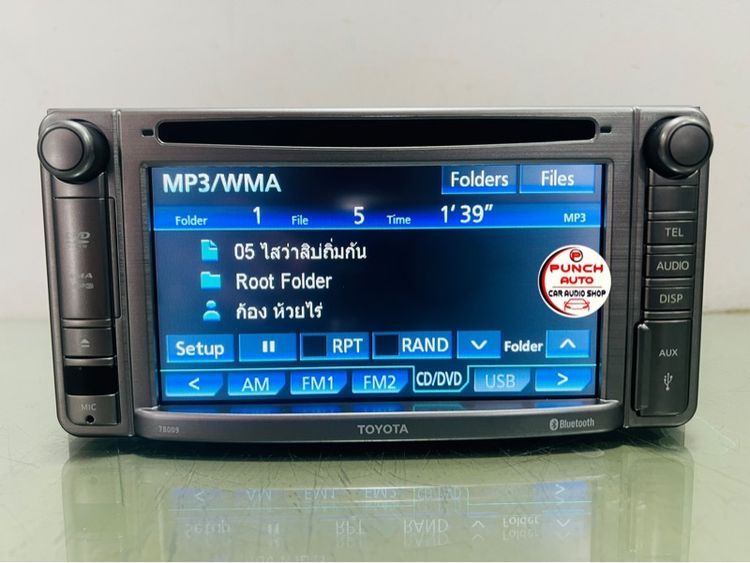 MP3/WMA Folders Files
Folder 1 File 5 Time 1' 39" MP3
05 ไสว่าสิบ่ถิ่มกัน
Root Folder
ก้อง ห้วยไร่
PUNCH
AUTO
CAR AUDIO SHOP
Setup RPT RAND Folder
< AM FM1 FM2 CD/DVD USB >
TEL
AUDIO
DISP
AUX
MIC
78009
TOYOTA
Bluetooth